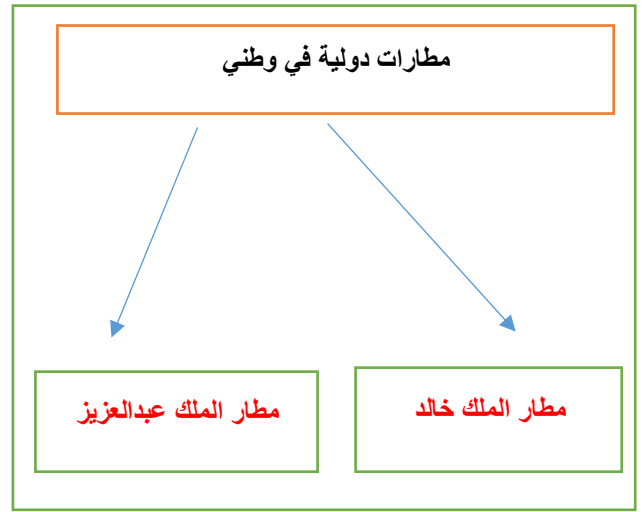 مطارات دولية في وطني
مطار الملك خالد
مطار الملك عبدالعزيز